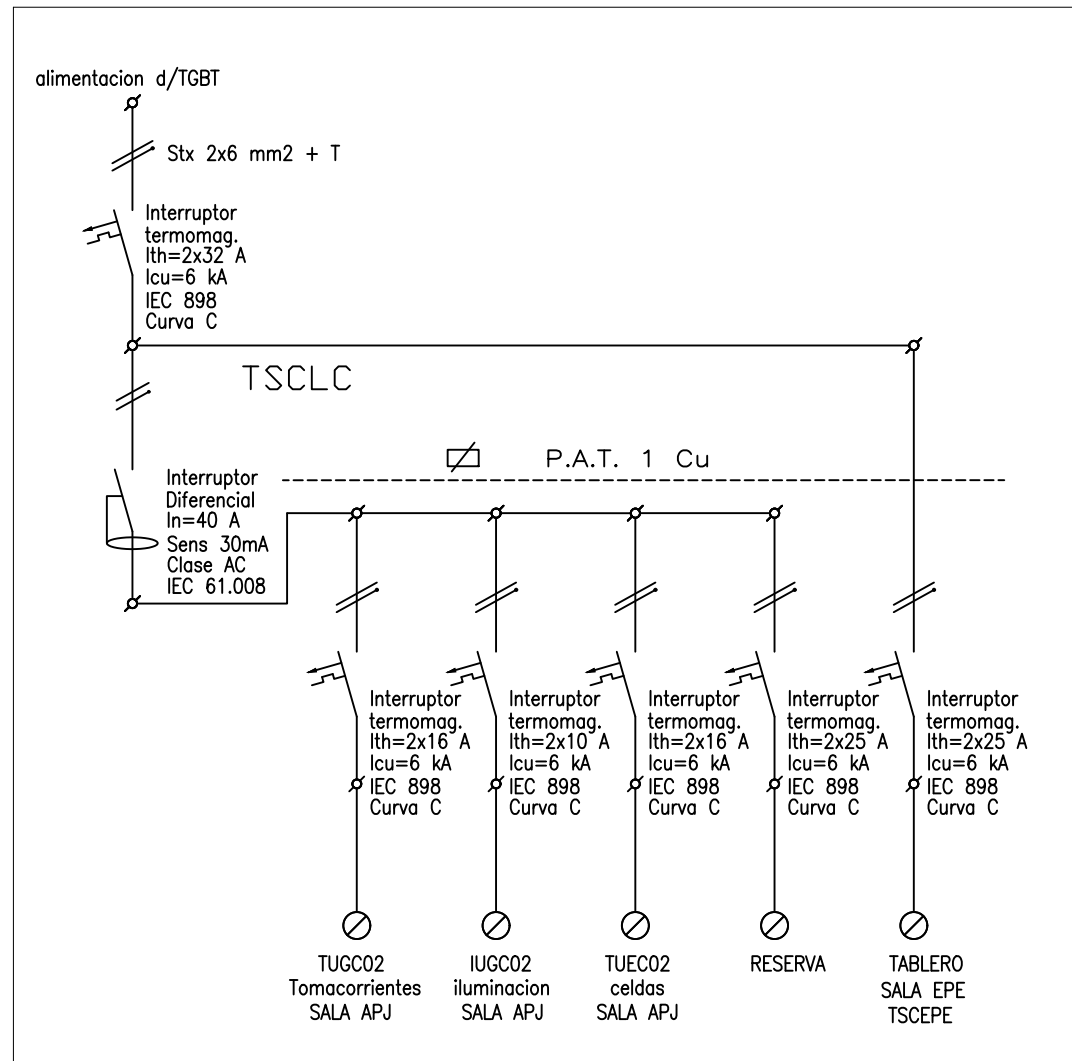 alimentacion d/TGBT
Stx 2x6 mm2 + T
Interruptor
termomag.
Ith=2x32 A
Icu=6 kA
IEC 898
Curva C
TSCLC
P.A.T. 1 Cu
Interruptor
Diferencial
In=40 A
Sens 30mA
Clase AC
IEC 61.008
Interruptor
termomag.
Ith=2x16 A
Icu=6 kA
IEC 898
Curva C
Interruptor
termomag.
Ith=2x10 A
Icu=6 kA
IEC 898
Curva C
Interruptor
termomag.
Ith=2x16 A
Icu=6 kA
IEC 898
Curva C
Interruptor
termomag.
Ith=2x25 A
Icu=6 kA
IEC 898
Curva C
Interruptor
termomag.
Ith=2x25 A
Icu=6 kA
IEC 898
Curva C
TUGC02
Tomacorrientes
SALA APJ
IUGC02
iluminacion
SALA APJ
TUEC02
celdas
SALA APJ
RESERVA
TABLERO
SALA EPE
TSCEPE